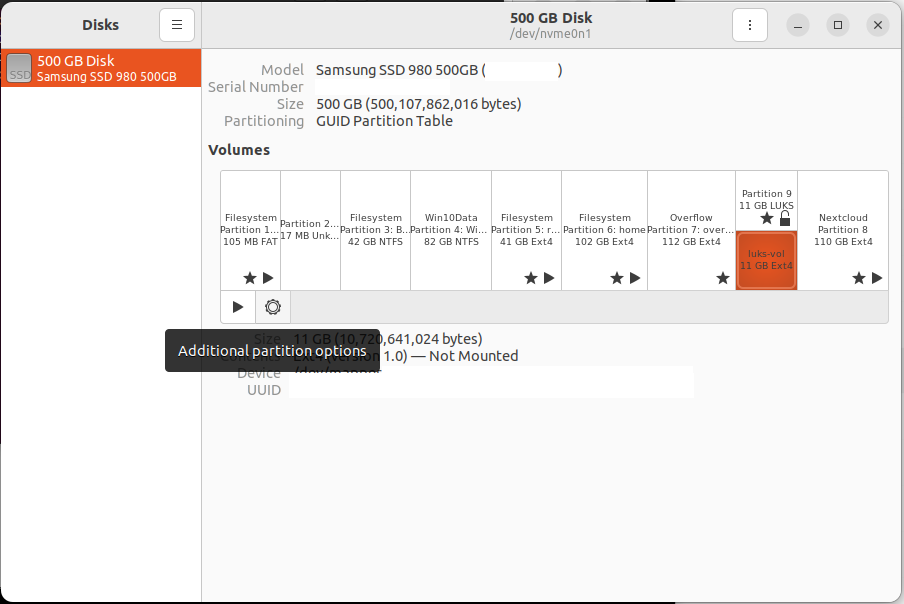 Disks
500 GB Disk
/dev/nvme0n1
500 GB Disk
SSD
Samsung SSD 980 500GB
Model Samsung SSD 980 500GB ( )
Serial Number
Size 500 GB (500,107,862,016 bytes)
Partitioning GUID Partition Table
Volumes
Filesystem
Partition 1…
105 MB FAT
Partition 2…
17 MB Unk…
Filesystem
Partition 3: B…
42 GB NTFS
Win10Data
Partition 4: Wi…
82 GB NTFS
Filesystem
Partition 5: r…
41 GB Ext4
Filesystem
Partition 6: home
102 GB Ext4
Overflow
Partition 7: over…
112 GB Ext4
Partition 9
11 GB LUKS
luks-vol
11 GB Ext4
Nextcloud
Partition 8
110 GB Ext4
Size 11 GB (10,720,641,024 bytes)
Additional partition options
Contents Ext4 (version 1.0) — Not Mounted
Device /dev/mapper
UUID